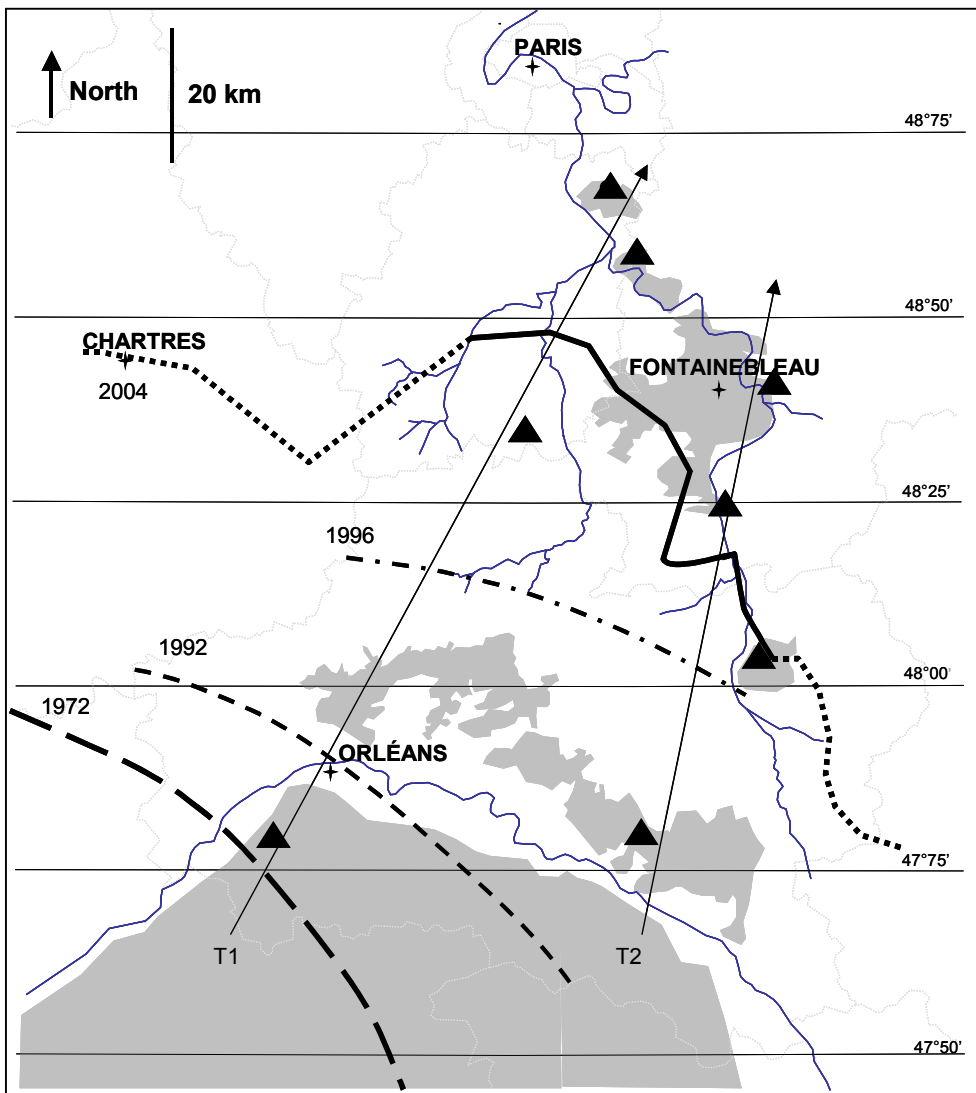 PARIS
North
20 km
48°75'
48°50'
CHARTRES
2004
FONTAINEBLEAU
48°25'
1996
1992
48°00'
1972
ORLÉANS
47°75'
T1
T2
47°50'